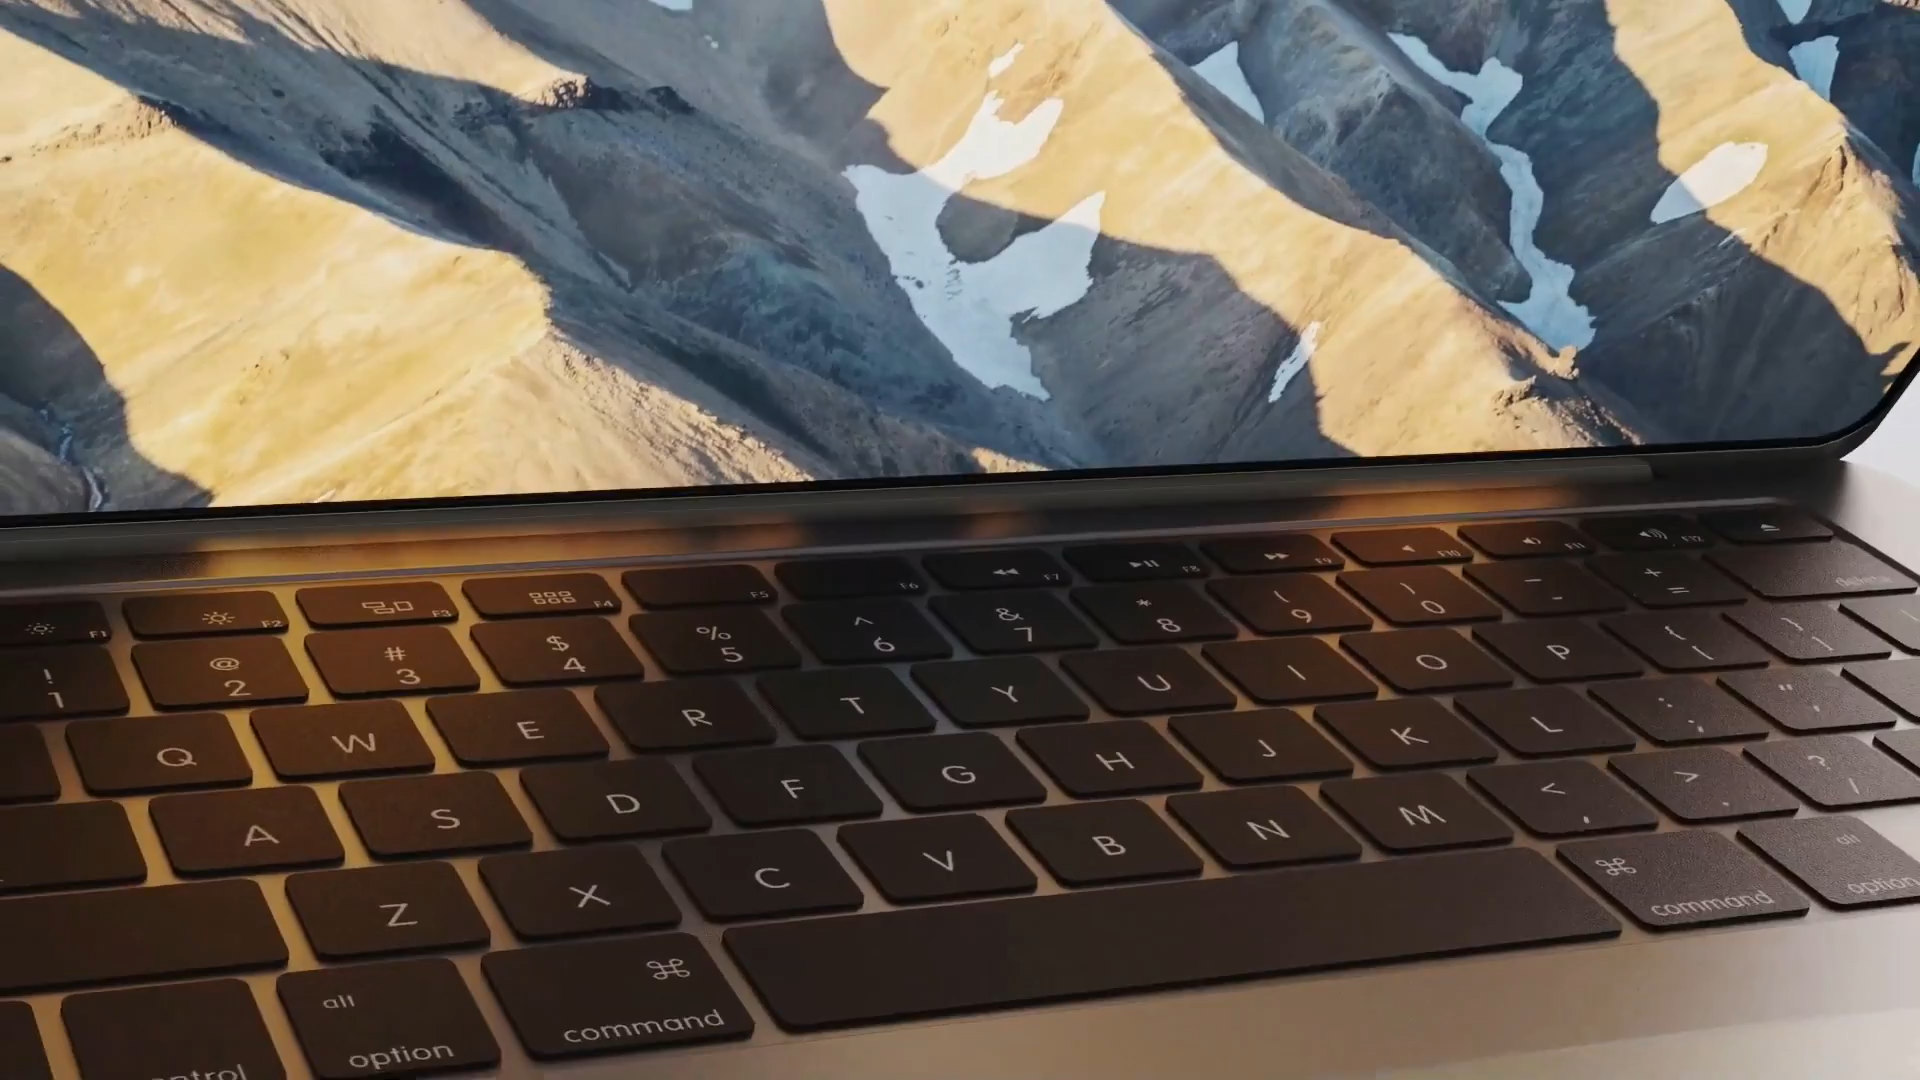 F1 F2 F3 F4 F5 F6 F7 F8 F9 F10 F11 F12
! @ # $ % ^ & * ( ) _ +
1 2 3 4 5 6 7 8 9 0 - =
delete
Q W E R T Y U I O P { }
[ ]
A S D F G H J K L : "
; '
Z X C V B N M < > ?
, . /
alt ⌘ ⌘ alt
option command command option